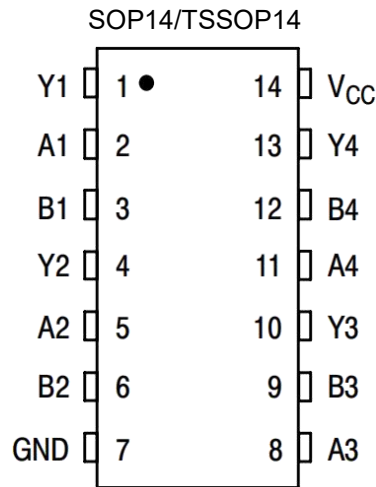 SOP14/TSSOP14
Y1 1 14 VCC
A1 2 13 Y4
B1 3 12 B4
Y2 4 11 A4
A2 5 10 Y3
B2 6 9 B3
GND 7 8 A3